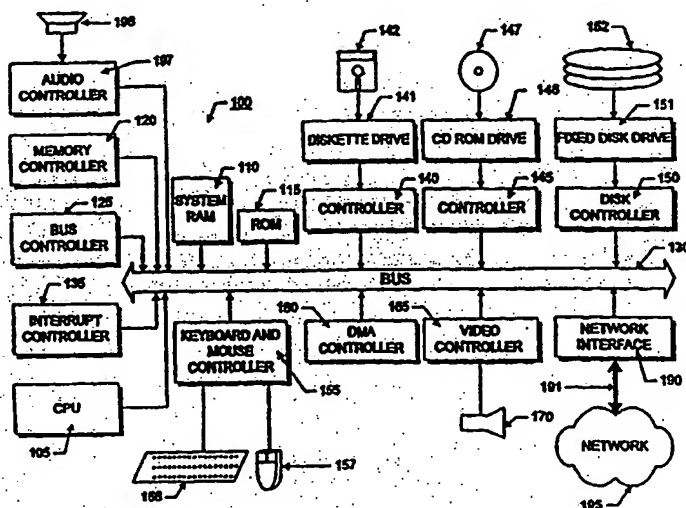 142
147
152
AUDIO
CONTROLLER
197
100
141
151
DISKETTE DRIVE
CD ROM DRIVE
FIXED DISK DRIVE
MEMORY
CONTROLLER
120
110
SYSTEM
RAM
115
ROM
140
145
150
CONTROLLER
CONTROLLER
DISK
CONTROLLER
BUS
CONTROLLER
125
130
BUS
135
INTERRUPT
CONTROLLER
KEYBOARD AND
MOUSE
CONTROLLER
155
160
DMA
CONTROLLER
165
VIDEO
CONTROLLER
NETWORK
INTERFACE
190
191
CPU
105
170
NETWORK
157
195